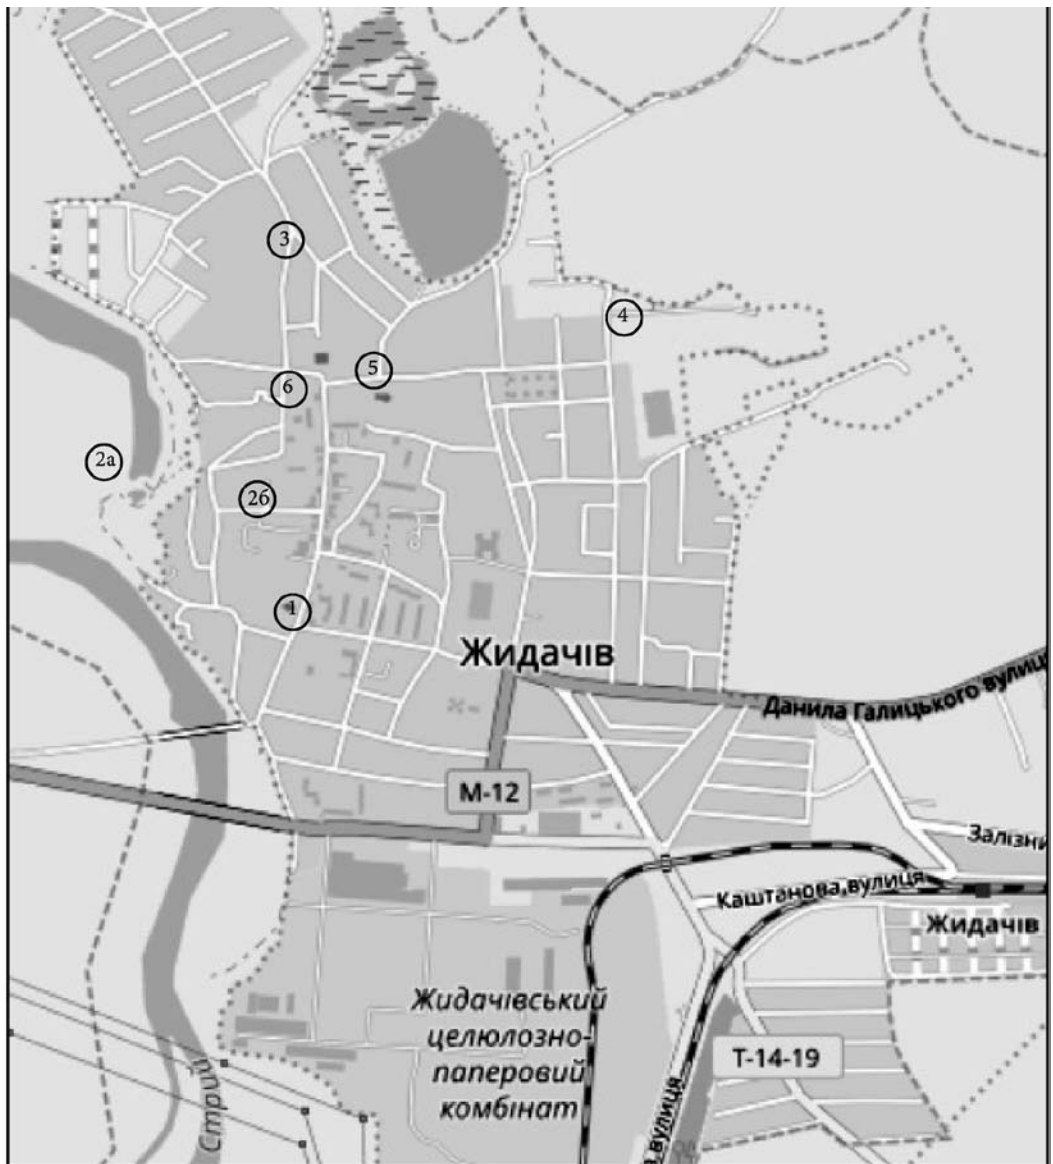 3
4
5
6
2а
2б
1
Жидачів
Данила Галицького вулиц
М-12
Залізни
Каштанова вулиця
Жидачів
Жидачівський
целюлозно-
паперовий
комбінат
Т-14-19
Стрий
а вулиця